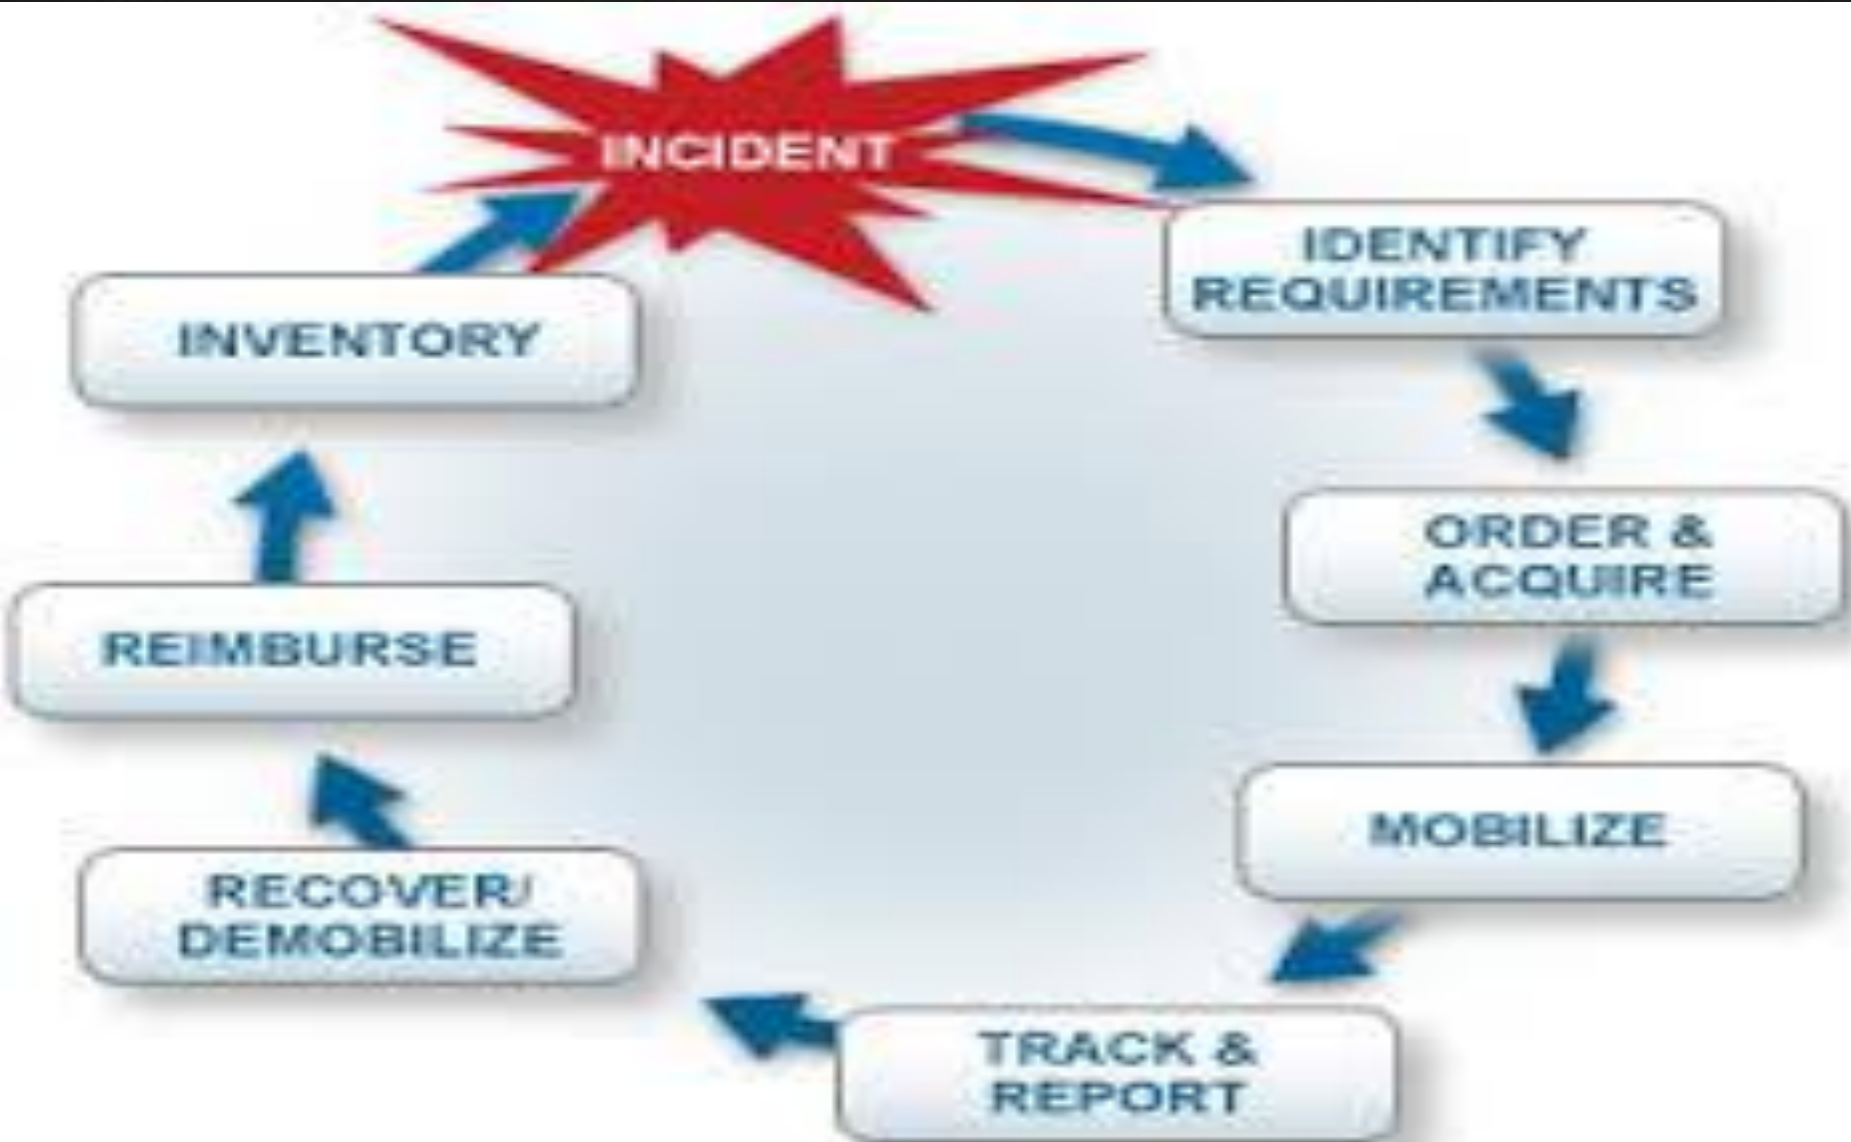 INCIDENT
IDENTIFY
REQUIREMENTS
ORDER &
ACQUIRE
MOBILIZE
TRACK &
REPORT
RECOVER/
DEMOBILIZE
REIMBURSE
INVENTORY